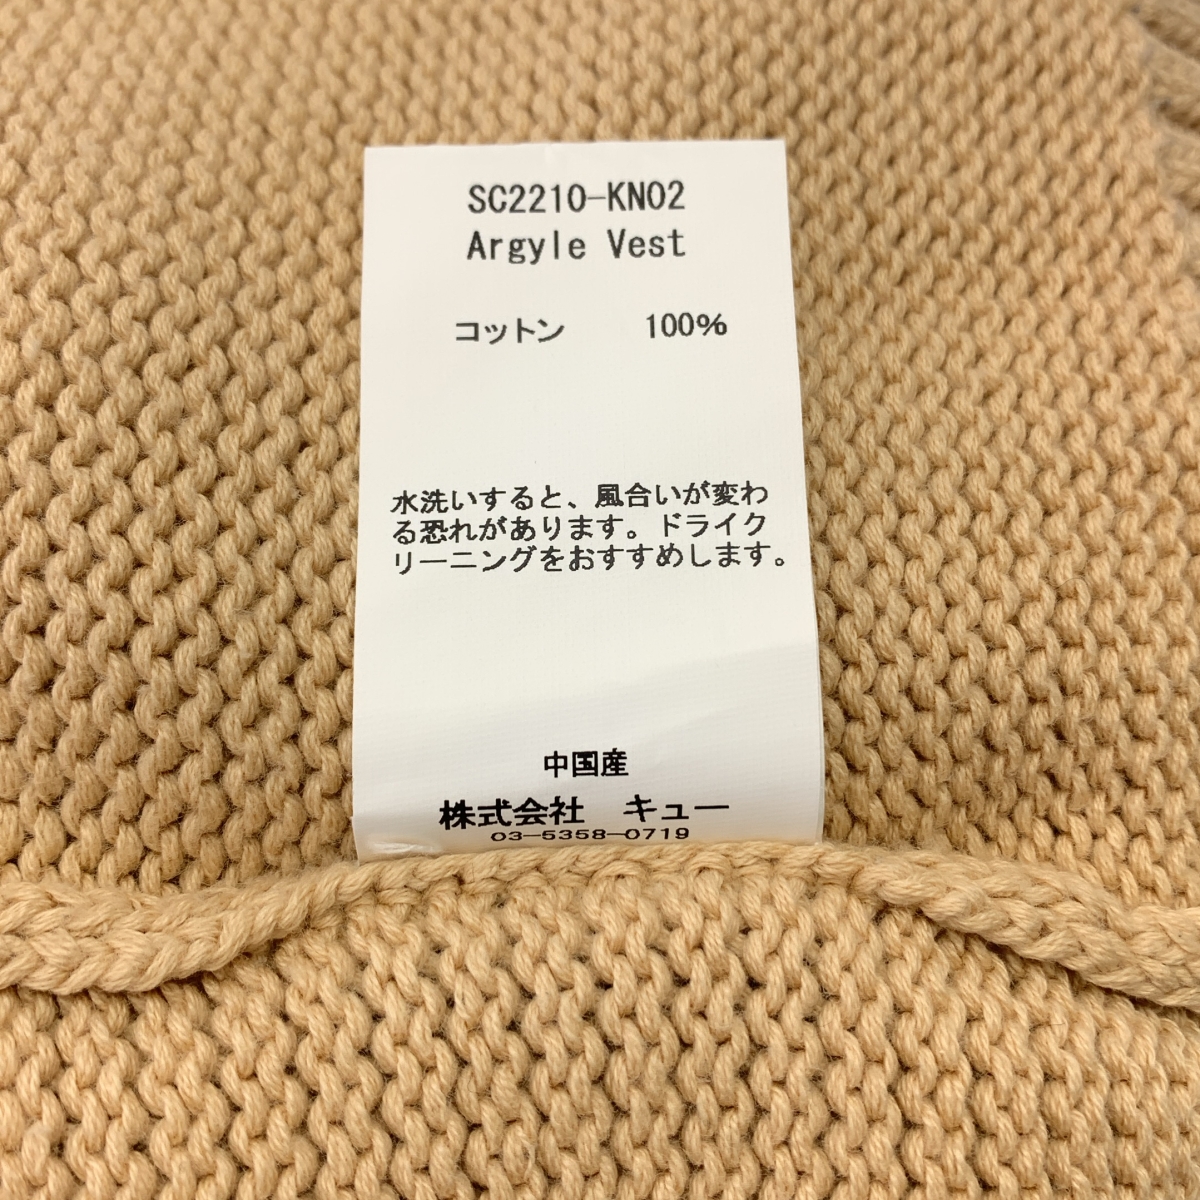 SC2210-KN02
Argyle Vest
コットン 100%
水洗いすると、風合いが変わ
る恐れがあります。ドライク
リーニングをおすすめします。
中国産
株式会社 キュー
03-5358-0719